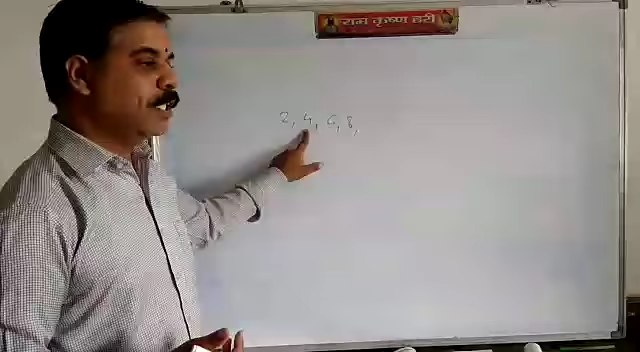 राम कृष्ण हरी
2, 4, 6, 8,